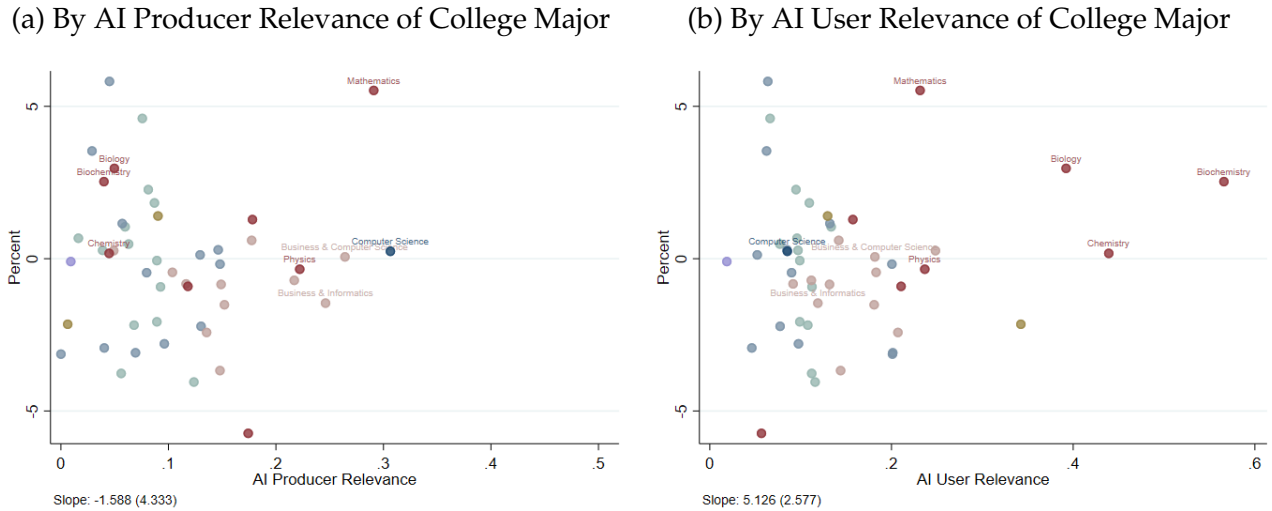 (a) By AI Producer Relevance of College Major
Mathematics
5
Biology
Biochemistry
Chemistry
Business & Computer Science
Computer Science
Physics
Business & Informatics
0
-5
Percent
0 .1 .2 .3 .4 .5
AI Producer Relevance
Slope: -1.588 (4.333)
(b) By AI User Relevance of College Major
Mathematics
5
Biology
Biochemistry
Computer Science
Business & Computer Science
Chemistry
Physics
Business & Informatics
0
-5
Percent
0 .2 .4 .6
AI User Relevance
Slope: 5.126 (2.577)